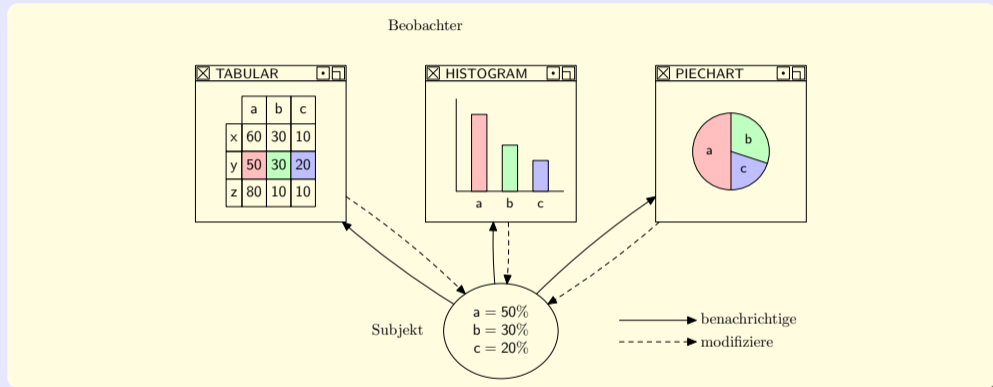 Beobachter
TABULAR
HISTOGRAM
PIECHART
a b c
x 60 30 10
y 50 30 20
z 80 10 10
a b c
a
b
c
a = 50%
b = 30%
c = 20%
Subjekt
benachrichtige
modifiziere